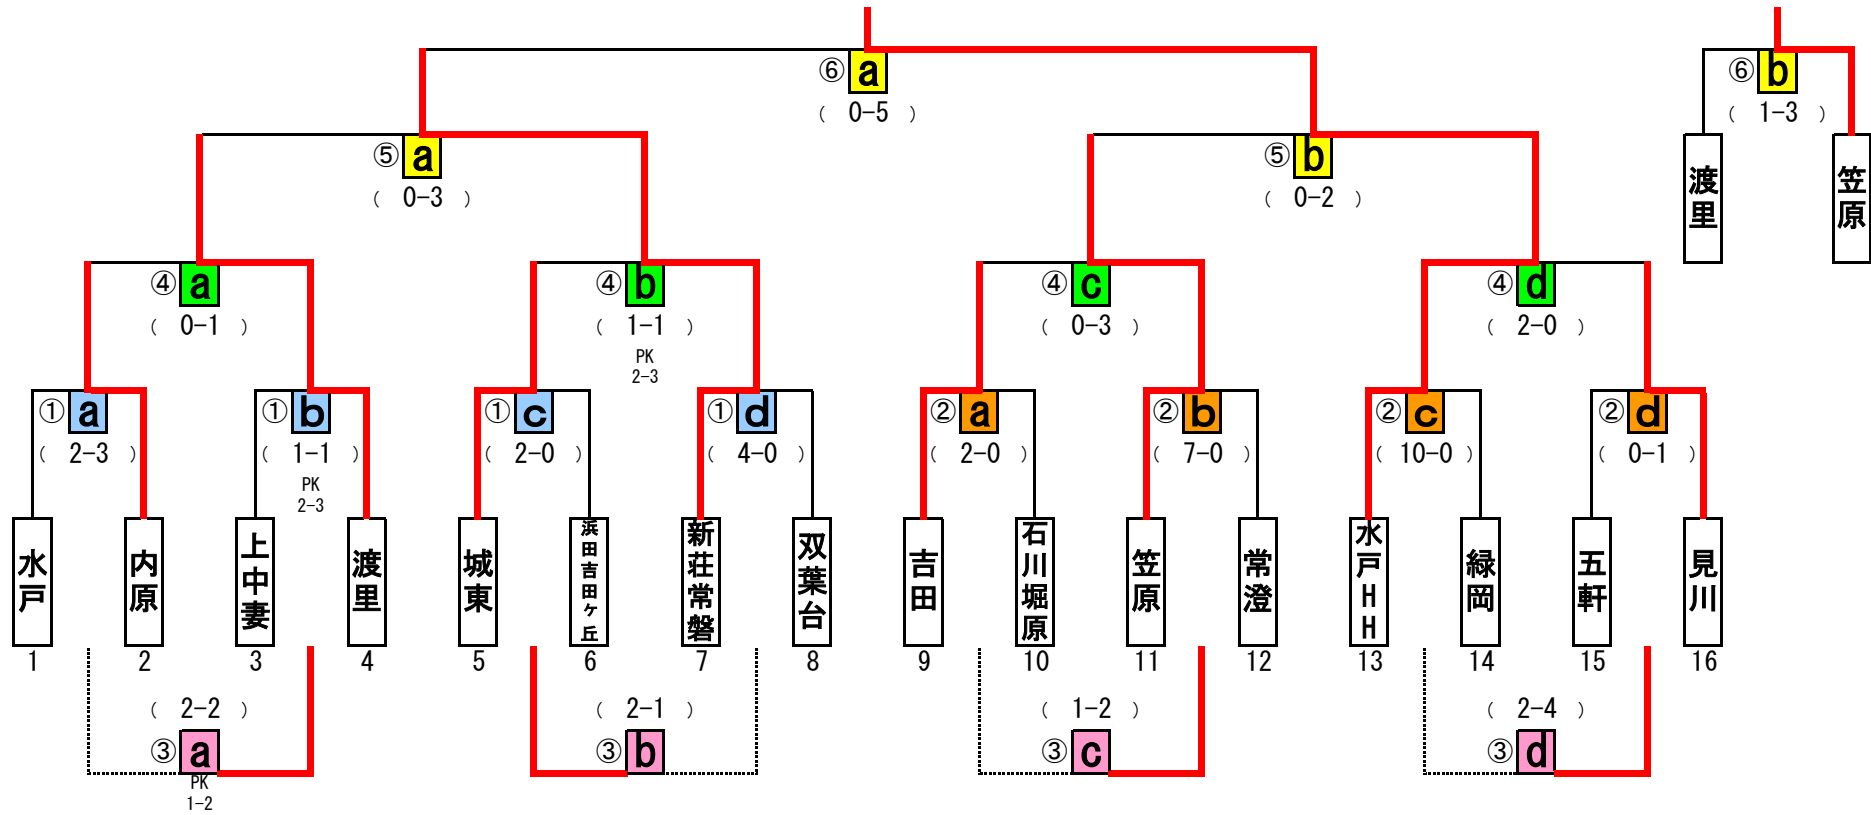 ⑥ a
( 0-5 )
⑥ b
( 1-3 )
渡里
笠原
⑤ a
( 0-3 )
⑤ b
( 0-2 )
④ a
( 0-1 )
④ b
( 1-1 )
PK
2-3
④ c
( 0-3 )
④ d
( 2-0 )
① a
( 2-3 )
① b
( 1-1 )
PK
2-3
① c
( 2-0 )
① d
( 4-0 )
② a
( 2-0 )
② b
( 7-0 )
② c
( 10-0 )
② d
( 0-1 )
水戸
内原
上中妻
渡里
城東
浜田吉田ヶ丘
新荘常磐
双葉台
吉田
石川堀原
笠原
常澄
水戸HH
緑岡
五軒
見川
1 2 3 4 5 6 7 8 9 10 11 12 13 14 15 16
( 2-2 )
③ a
PK
1-2
( 2-1 )
③ b
( 1-2 )
③ c
( 2-4 )
③ d